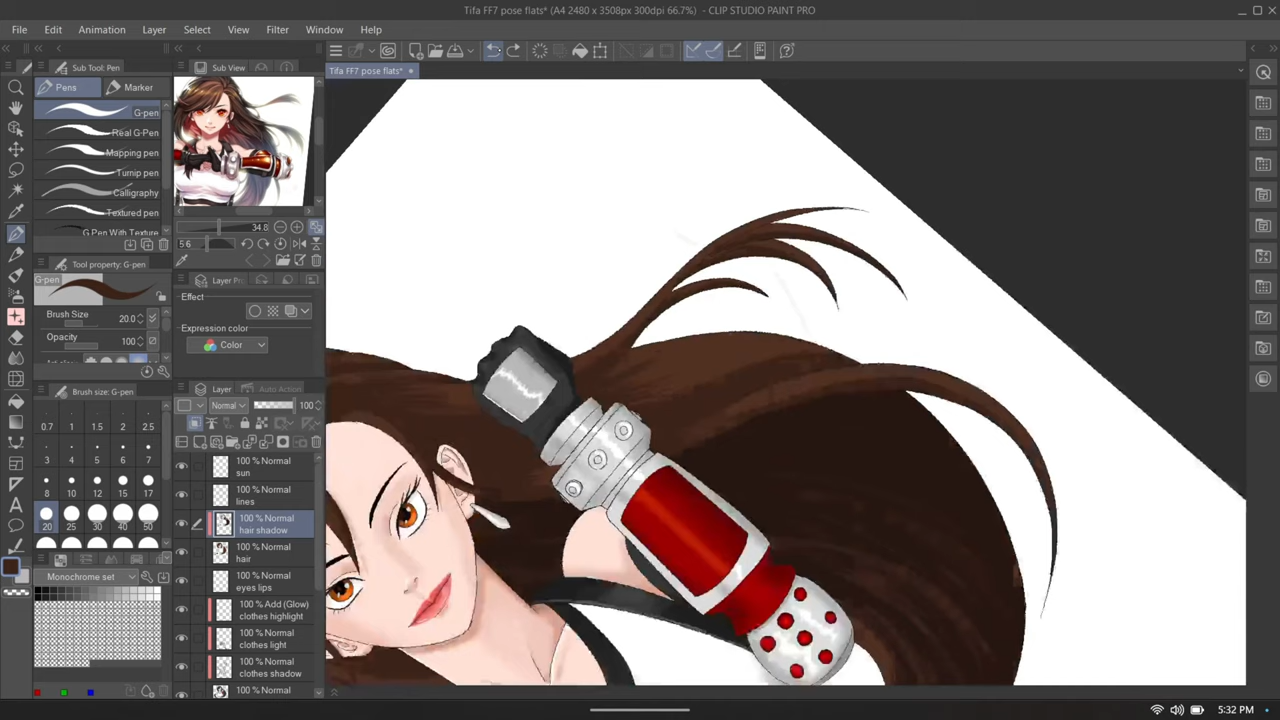 Tifa FF7 pose flats* (A4 2480 x 3508px 300dpi 66.7%) - CLIP STUDIO PAINT PRO
File Edit Animation Layer Select View Filter Window Help
Sub Tool: Pen
Sub View
Tifa FF7 pose flats*
Pens
Marker
G-pen
Real G-Pen
Mapping pen
Turnip pen
Calligraphy
Textured pen
G Pen With Texture
34.8
5 6
Tool property: G-pen
G-pen
Brush Size 20.0
Opacity 100
Layer Pr
Effect
Expression color
Color
Layer
Auto Action
Normal 100
Brush size: G-pen
0.7 1 1.5 2 2.5
3 4 5 6 7
8 10 12 15 17
20 25 30 40 50
Monochrome set
100 % Normal
sun
100 % Normal
lines
100 % Normal
hair shadow
100 % Normal
hair
100 % Normal
eyes lips
100 % Add (Glow)
clothes highlight
100 % Normal
clothes light
100 % Normal
clothes shadow
100 % Normal
5:32 PM